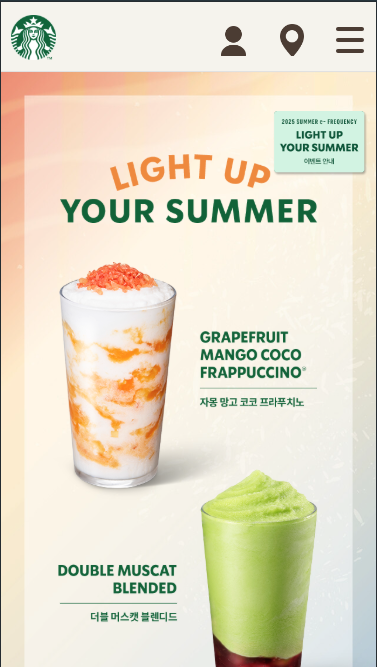 2025 SUMMER e-FREQUENCY
LIGHT UP
YOUR SUMMER
이벤트 안내
LIGHT UP
YOUR SUMMER
GRAPEFRUIT
MANGO COCO
FRAPPUCCINO®
자몽 망고 코코 프라푸치노
DOUBLE MUSCAT
BLENDED
더블 머스캣 블렌디드